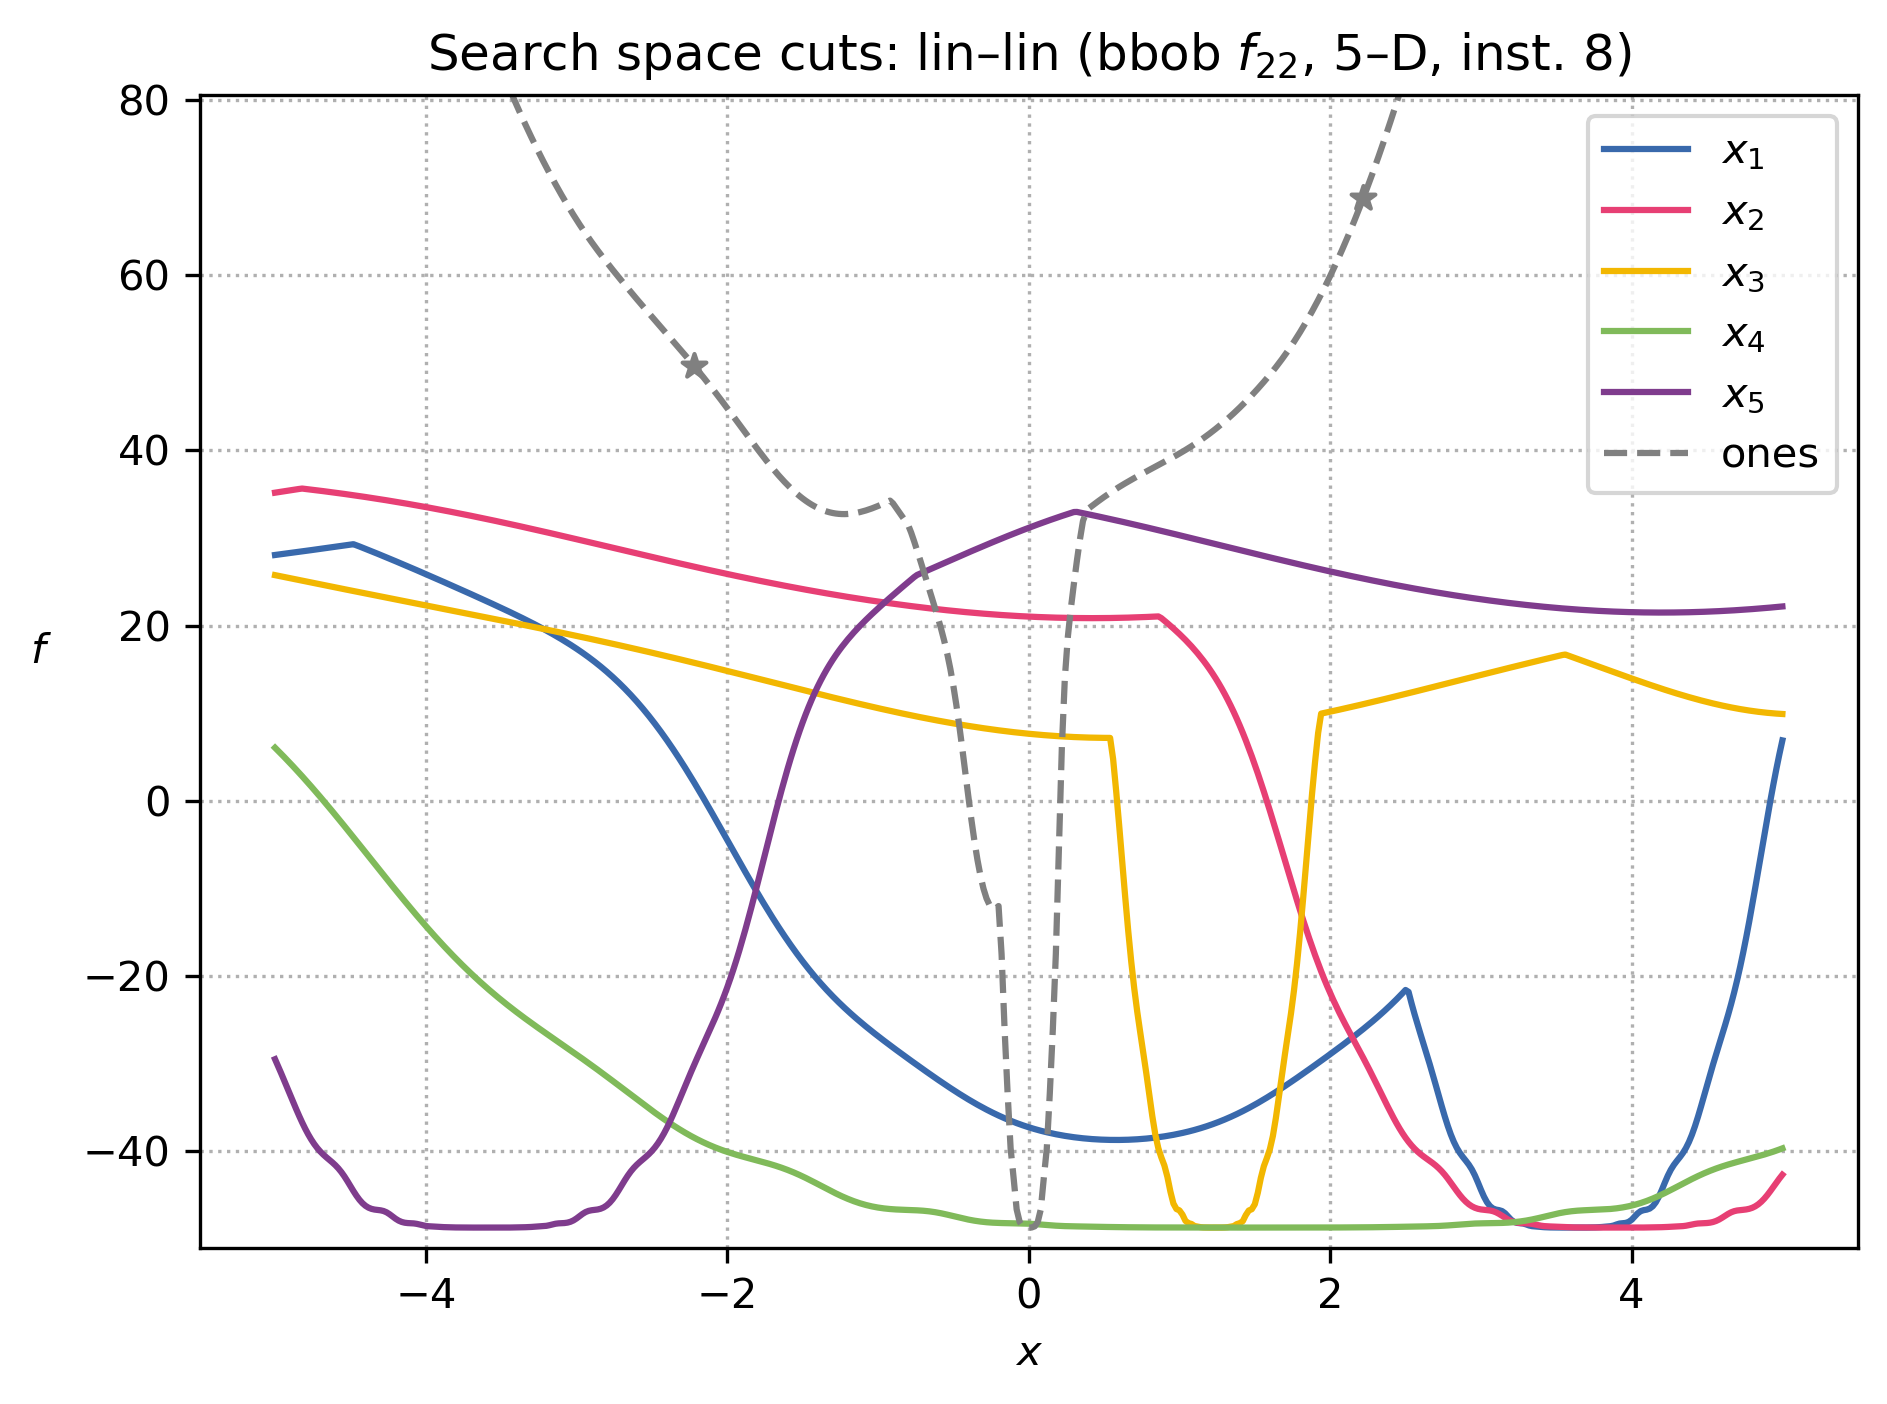 Search space cuts: lin–lin (bbob f22, 5–D, inst. 8)
80
60
40
20
0
−20
−40
f
−4
−2
0
2
4
x
x1
x2
x3
x4
x5
ones